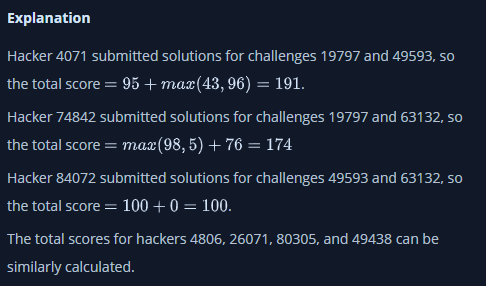 Explanation
Hacker 4071 submitted solutions for challenges 19797 and 49593, so
the total score = 95 + max(43, 96) = 191.
Hacker 74842 submitted solutions for challenges 19797 and 63132, so
the total score = max(98, 5) + 76 = 174
Hacker 84072 submitted solutions for challenges 49593 and 63132, so
the total score = 100 + 0 = 100.
The total scores for hackers 4806, 26071, 80305, and 49438 can be
similarly calculated.